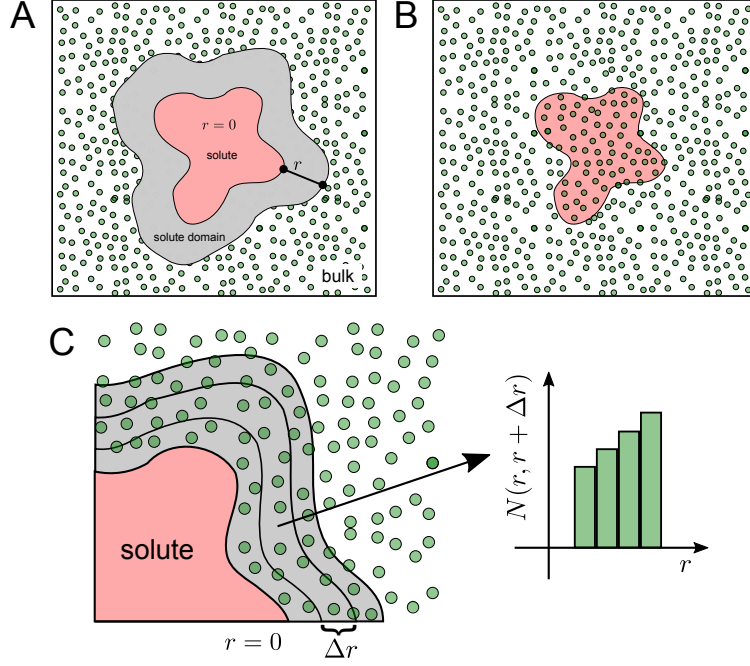 A
B
r = 0
solute
r
solute domain
bulk
C
N(r, r + Δr)
solute
r
r = 0
Δr